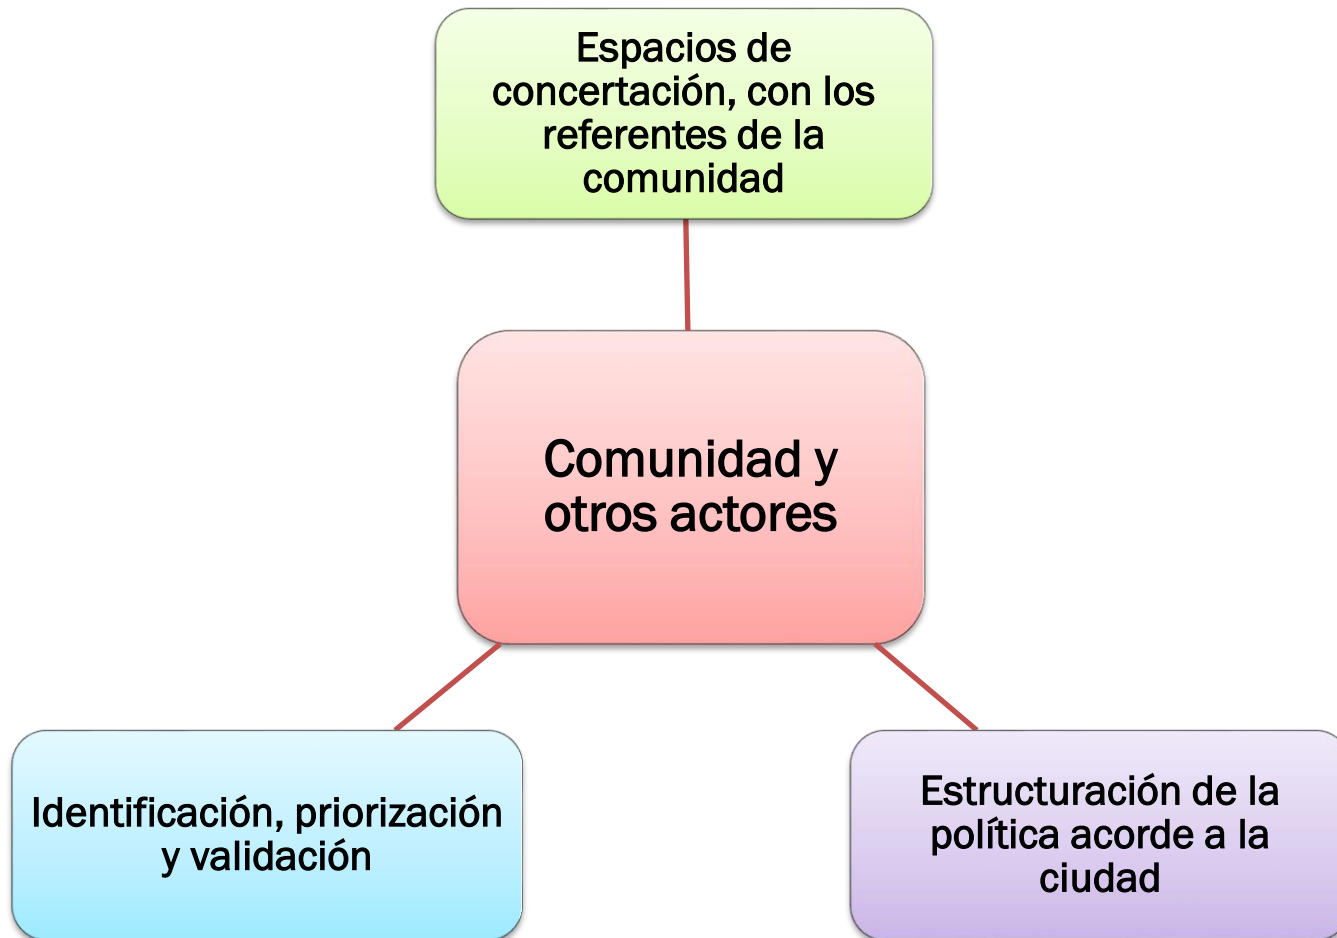 Espacios de
concertación, con los
referentes de la
comunidad
Comunidad y
otros actores
Identificación, priorización
y validación
Estructuración de la
política acorde a la
ciudad